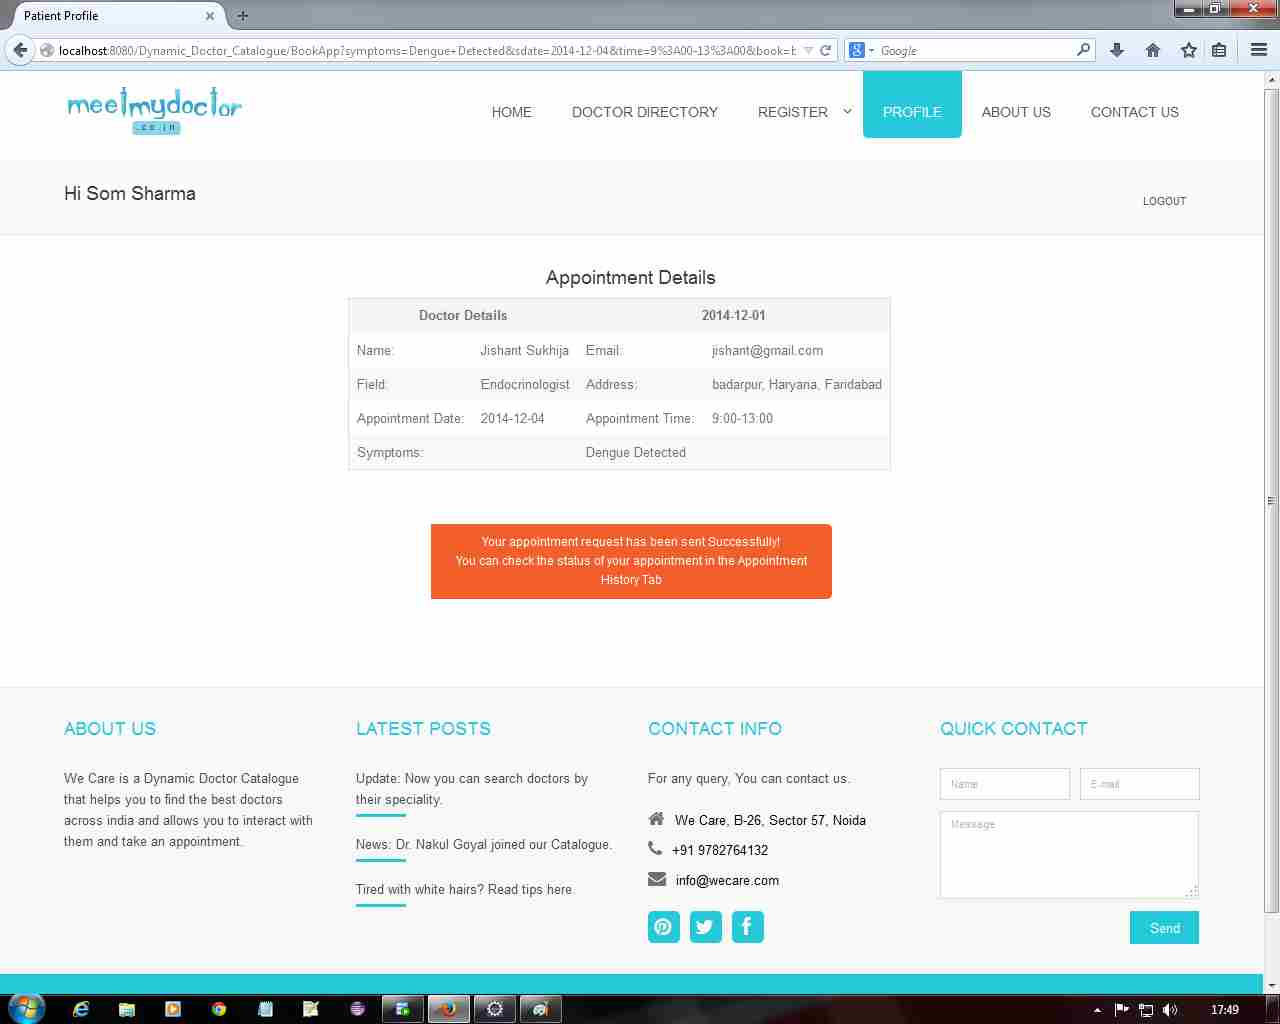 Patient Profile
localhost:8080/Dynamic_Doctor_Catalogue/BookApp?symptoms=Dengue+Detected&sdate=2014-12-04&time=9%3A00-13%3A00&book=
Google
meetmydoctor
.co.in
HOME
DOCTOR DIRECTORY
REGISTER
PROFILE
ABOUT US
CONTACT US
Hi Som Sharma
LOGOUT
Appointment Details
Doctor Details 2014-12-01
Name: Jishant Sukhija Email: jishant@gmail.com
Field: Endocrinologist Address: badarpur, Haryana, Faridabad
Appointment Date: 2014-12-04 Appointment Time: 9:00-13:00
Symptoms: Dengue Detected
Your appointment request has been sent Successfully!
You can check the status of your appointment in the Appointment
History Tab
ABOUT US
We Care is a Dynamic Doctor Catalogue
that helps you to find the best doctors
across india and allows you to interact with
them and take an appointment.
LATEST POSTS
Update: Now you can search doctors by
their speciality.
News: Dr. Nakul Goyal joined our Catalogue.
Tired with white hairs? Read tips here.
CONTACT INFO
For any query, You can contact us.
We Care, B-26, Sector 57, Noida
+91 9782764132
info@wecare.com
QUICK CONTACT
Name
E-mail
Message
Send
17:49